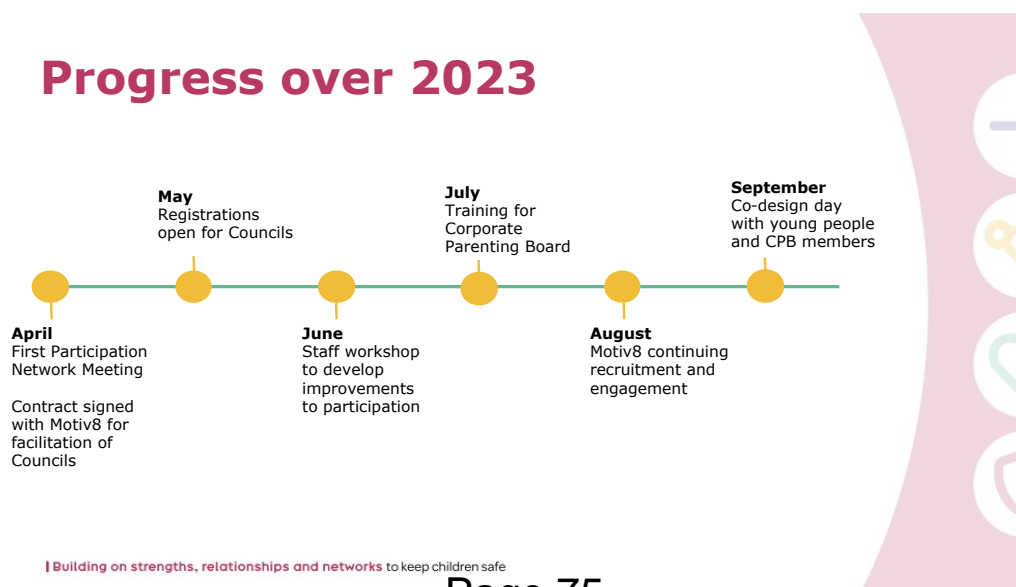 Progress over 2023
April
First Participation
Network Meeting
Contract signed
with Motiv8 for
facilitation of
Councils
May
Registrations
open for Councils
June
Staff workshop
to develop
improvements
to participation
July
Training for
Corporate
Parenting Board
August
Motiv8 continuing
recruitment and
engagement
September
Co-design day
with young people
and CPB members
Building on strengths, relationships and networks to keep children safe
Page 75